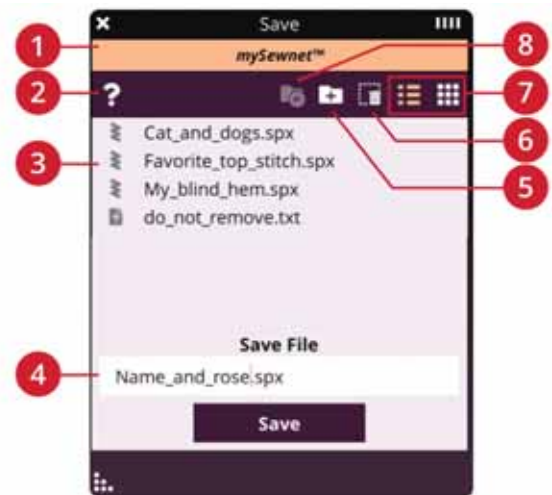 Save
mySewnet™
?
Cat_and_dogs.spx
Favorite_top_stitch.spx
My_blind_hem.spx
do_not_remove.txt
Save File
Name_and_rose.spx
Save
1
2
3
4
8
7
6
5